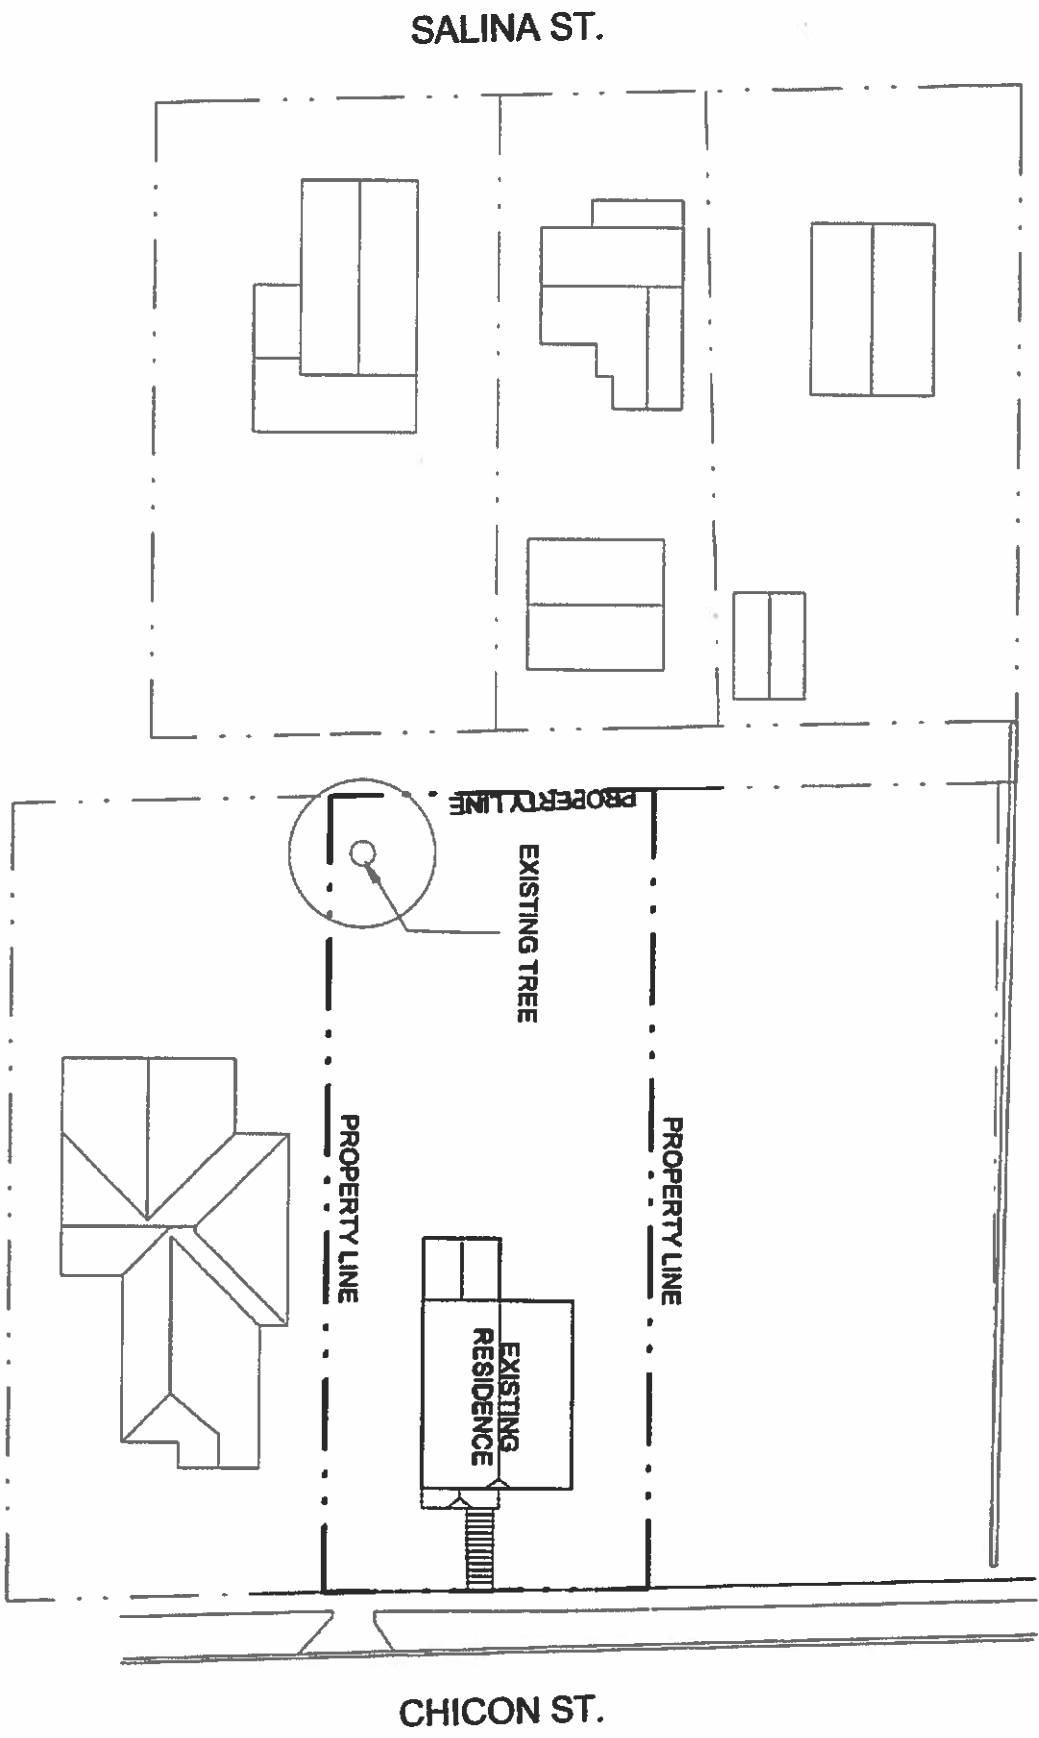 SALINA ST.
PROPERTY LINE
EXISTING TREE
PROPERTY LINE
PROPERTY LINE
EXISTING
RESIDENCE
CHICON ST.